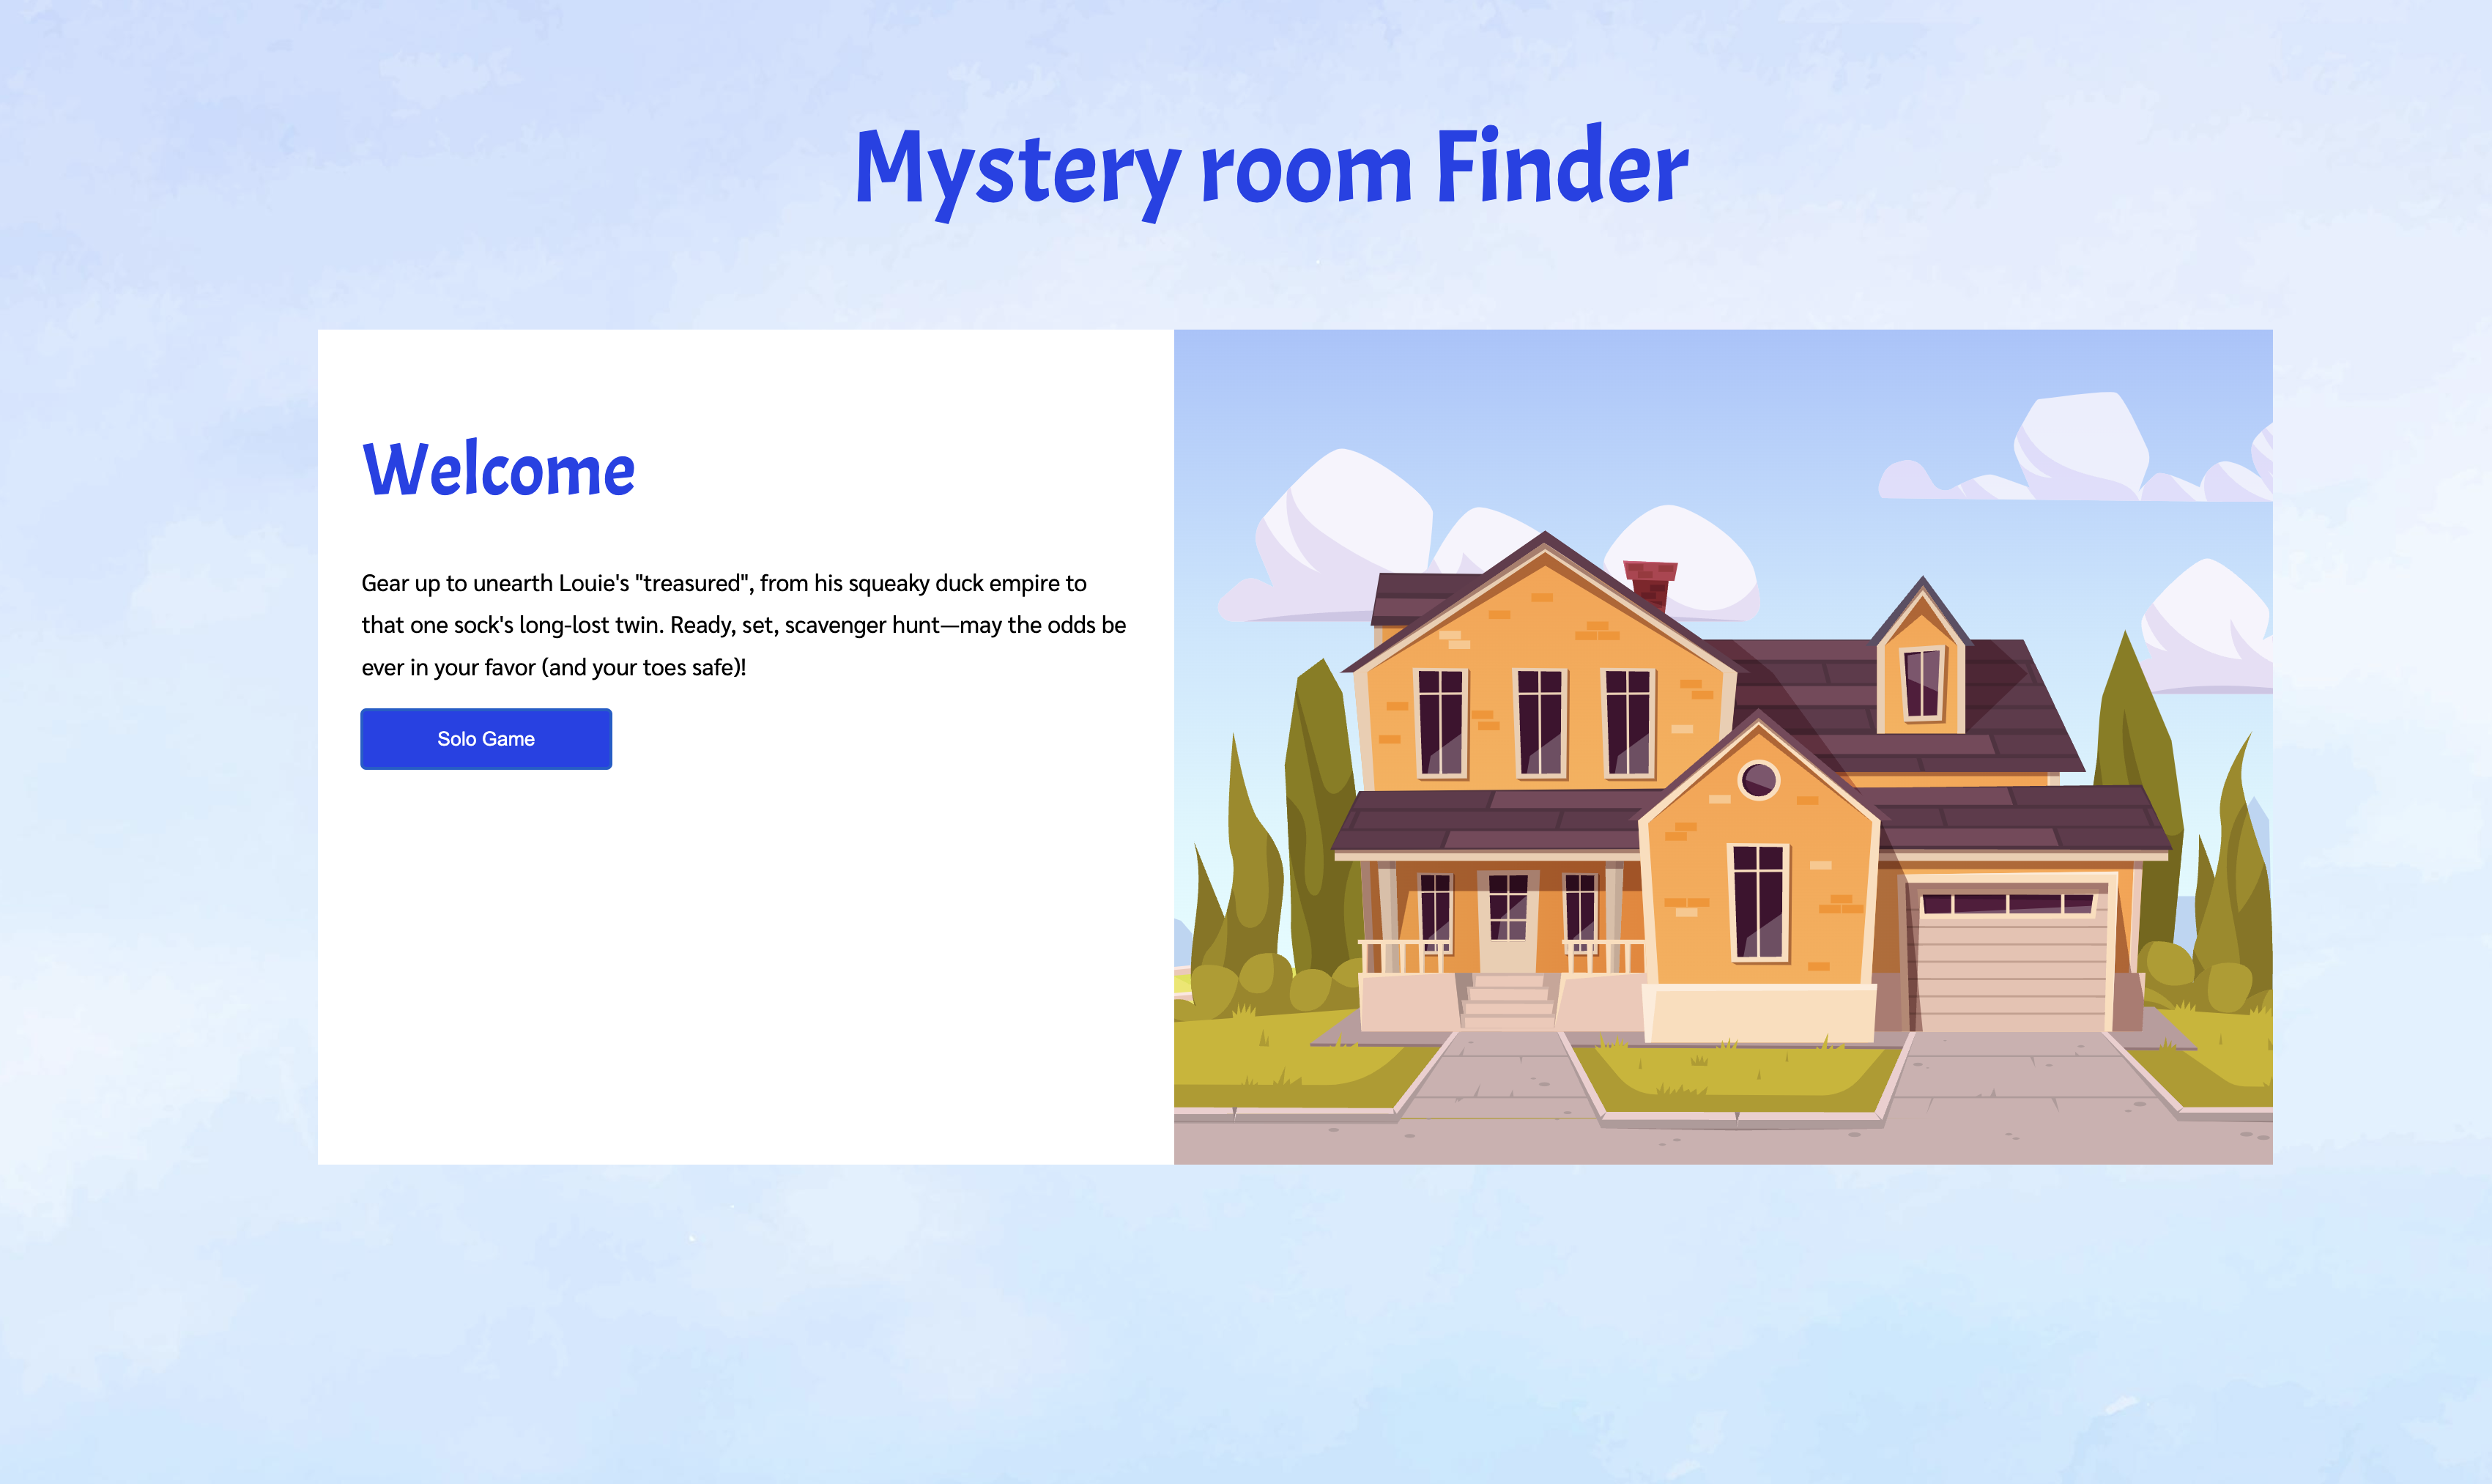 Mystery room Finder
Welcome
Gear up to unearth Louie's "treasured", from his squeaky duck empire to
that one sock's long-lost twin. Ready, set, scavenger hunt—may the odds be
ever in your favor (and your toes safe)!
Solo Game